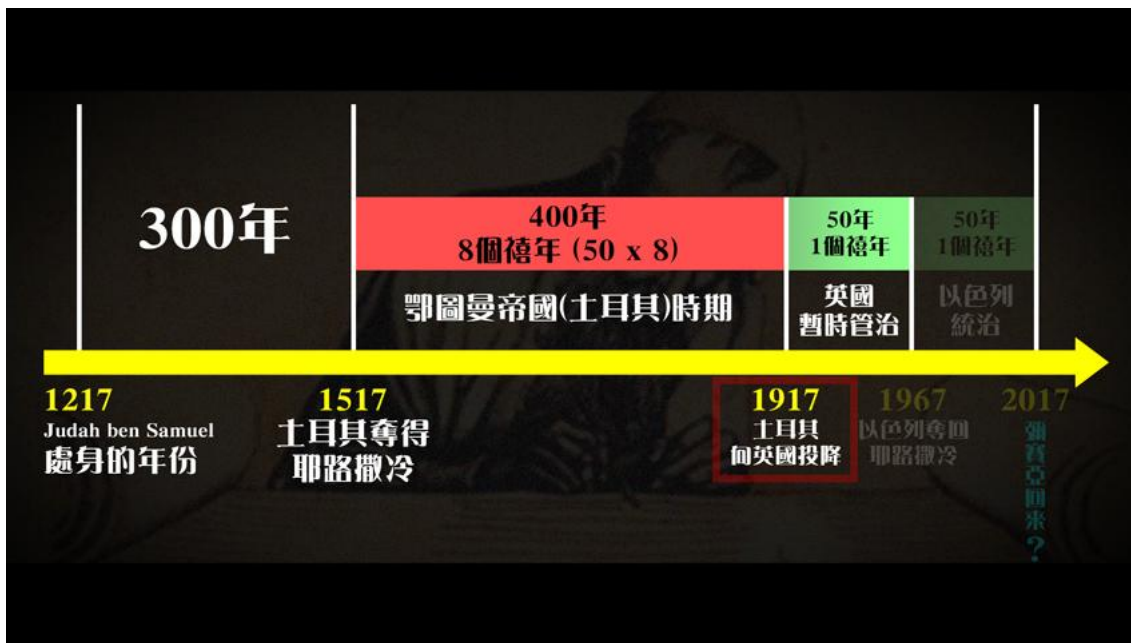 300年
400年
8個禧年 (50 x 8)
50年
1個禧年
50年
1個禧年
鄂圖曼帝國(土耳其)時期
英國
暫時管治
以色列
統治
1217
Judah ben Samuel
處身的年份
1517
土耳其奪得
耶路撒冷
1917
土耳其
向英國投降
1967
以色列奪回
耶路撒冷
2017
彌賽亞回來？